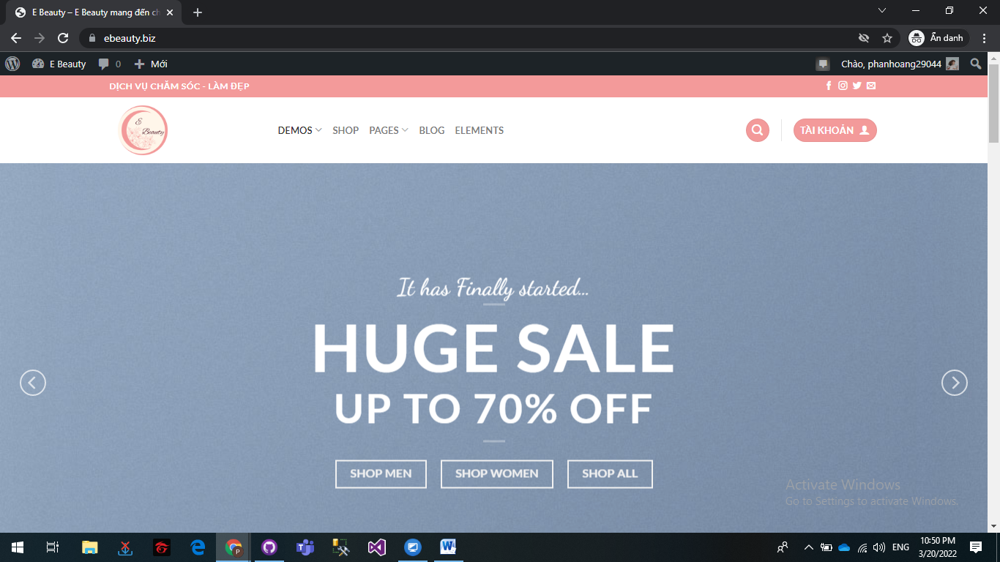 E Beauty – E Beauty mang đến ch
ebeauty.biz
Ẩn danh
E Beauty
0
Mới
Chào, phanhoang29044
DỊCH VỤ CHĂM SÓC - LÀM ĐẸP
E
Beauty
DEMOS
SHOP
PAGES
BLOG
ELEMENTS
TÀI KHOẢN
It has Finally started...
HUGE SALE
UP TO 70% OFF
SHOP MEN
SHOP WOMEN
SHOP ALL
Activate Windows
Go to Settings to activate Windows.
ENG
10:50 PM
3/20/2022